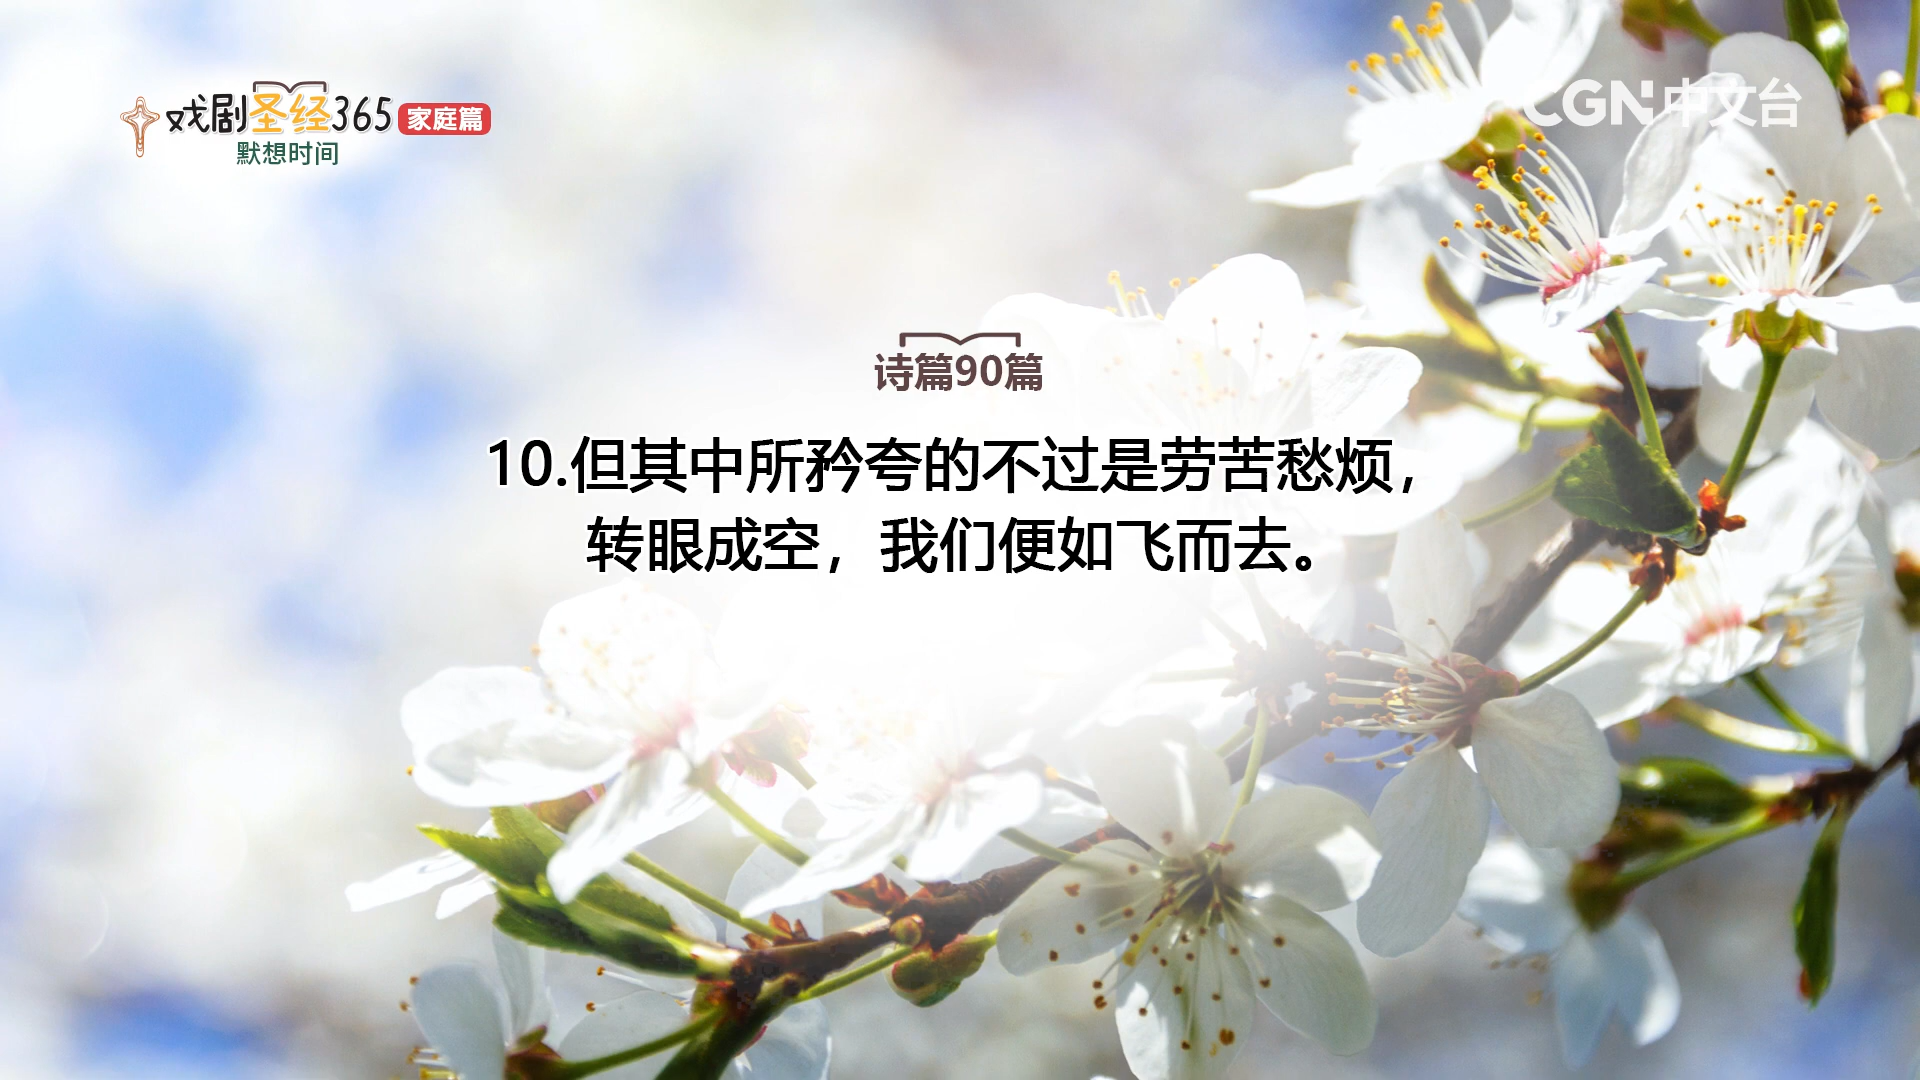 戏剧圣经365 家庭篇
默想时间
CGN中文台
诗篇90篇
10.但其中所矜夸的不过是劳苦愁烦，
转眼成空，我们便如飞而去。